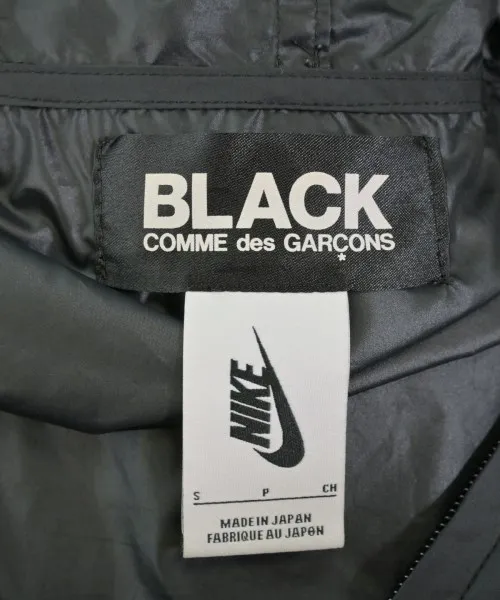 BLACK
COMME des GARÇONS
NIKE
S P CH
MADE IN JAPAN
FABRIQUE AU JAPON